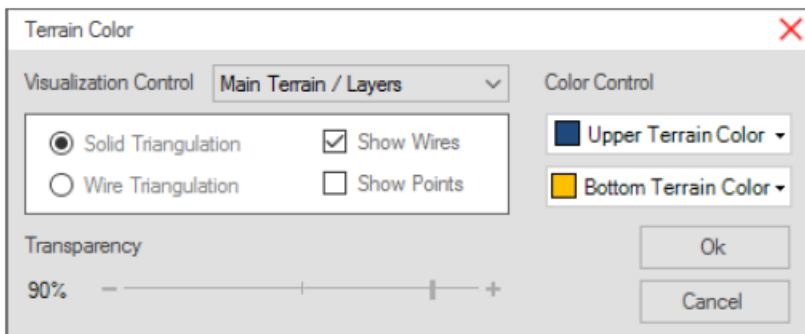 Terrain Color
Visualization Control Main Terrain / Layers Color Control
Solid Triangulation Show Wires Upper Terrain Color
Wire Triangulation Show Points Bottom Terrain Color
Transparency Ok
90% Cancel